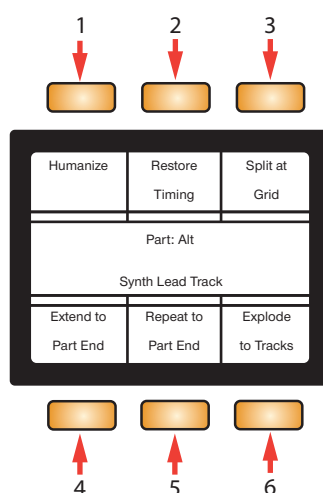 1 2 3
Humanize Restore Split at
Timing Grid
Part: Alt
Synth Lead Track
Extend to Repeat to Explode
Part End Part End to Tracks
4 5 6